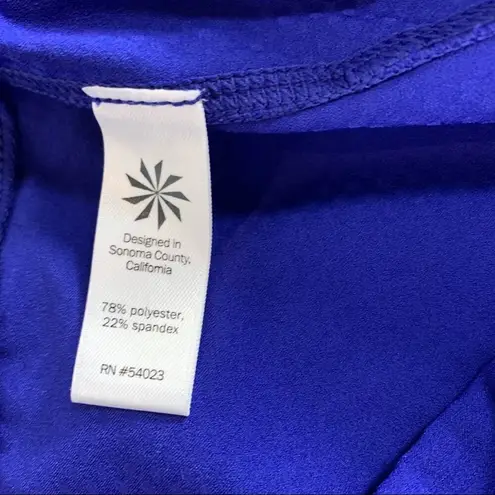 Designed in
Sonoma County,
California
78% polyester,
22% spandex
RN #54023